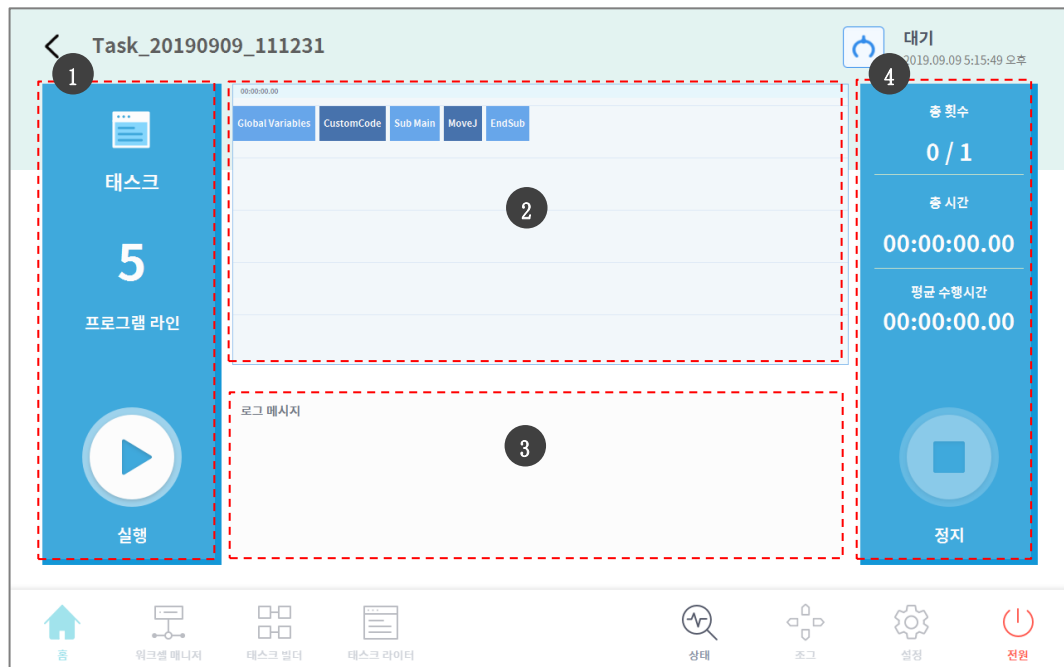 Task_20190909_111231
대기
2019.09.09 5:15:49 오후
1
태스크
5
프로그램 라인
실행
00:00:00.00
Global Variables CustomCode Sub Main MoveJ EndSub
2
로그 메시지
3
4
총 횟수
0 / 1
총 시간
00:00:00.00
평균 수행시간
00:00:00.00
정지
홈 워크셀 매니저 태스크 빌더 태스크 라이터 상태 조그 설정 전원